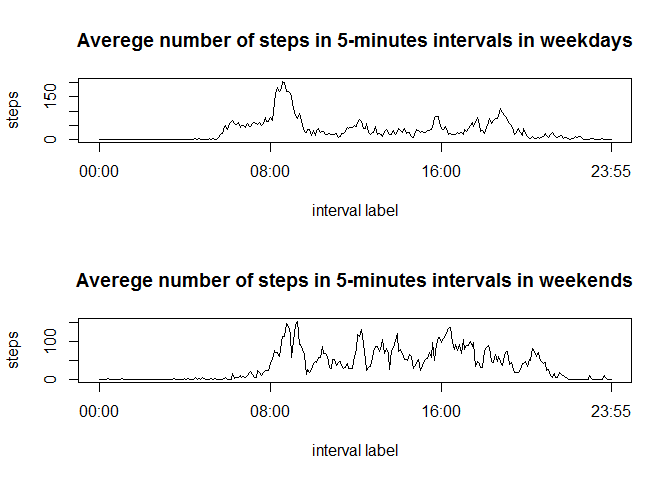 Averege number of steps in 5-minutes intervals in weekdays
steps
150
0
00:00 08:00 16:00 23:55
interval label
Averege number of steps in 5-minutes intervals in weekends
steps
100
0
00:00 08:00 16:00 23:55
interval label